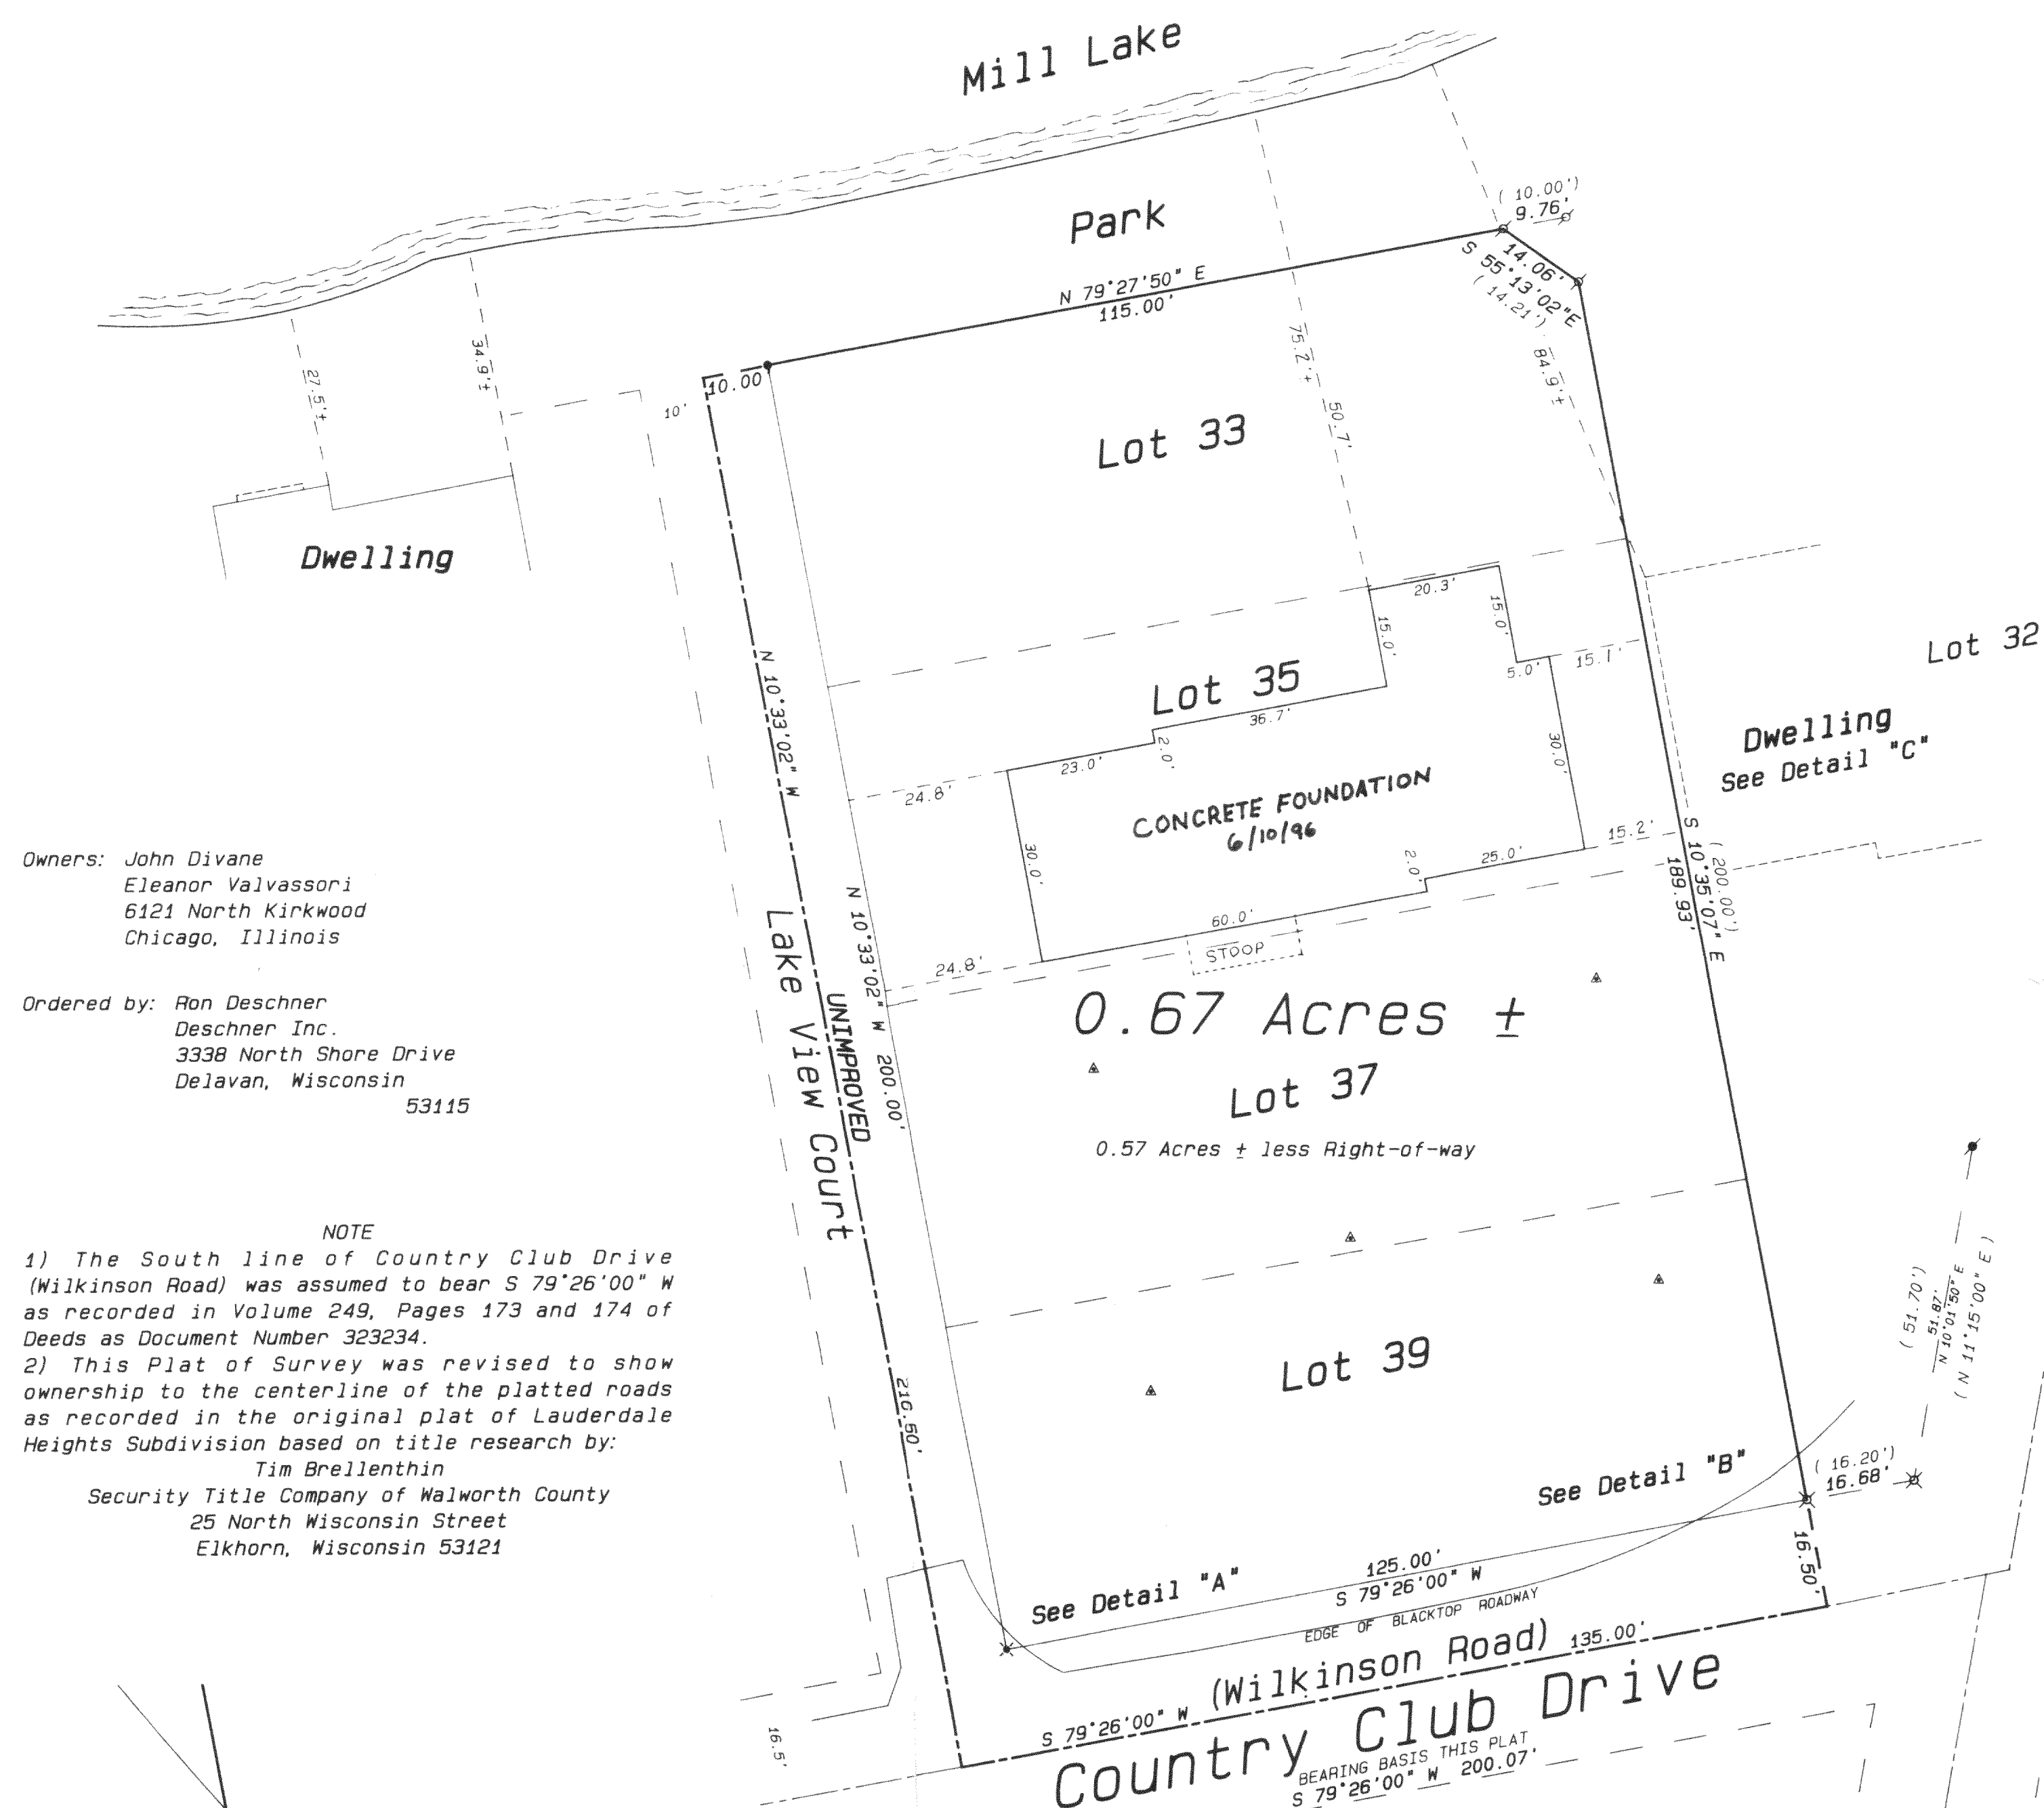 Mill Lake
Park
( 10.00')
9.76'
14.06'
S 55°13'02"E
( 14.21')
N 79°27'50" E
115.00'
10.00
10'
27.5'±
34.9'±
75.2'±
50.7'
84.9'±
Lot 33
Dwelling
20.3'
15.0'
15.0'
5.0'
15.1'
Lot 32
Lot 35
36.7'
2.0'
23.0'
24.8'
30.0'
30.0'
CONCRETE FOUNDATION
6/10/96
Dwelling
See Detail "C"
N 10°33'02" W
15.2'
25.0'
2.0'
60.0'
STOOP
24.8'
S 10°35'07" E
( 200.00')
189.93'
Owners: John Divane
Eleanor Valvassori
6121 North Kirkwood
Chicago, Illinois
Ordered by: Ron Deschner
Deschner Inc.
3338 North Shore Drive
Delavan, Wisconsin
53115
Lake View Court
UNIMPROVED
N 10°33'02" W 200.00'
0.67 Acres ±
Lot 37
0.57 Acres ± less Right-of-way
NOTE
1) The South line of Country Club Drive
(Wilkinson Road) was assumed to bear S 79°26'00" W
as recorded in Volume 249, Pages 173 and 174 of
Deeds as Document Number 323234.
2) This Plat of Survey was revised to show
ownership to the centerline of the platted roads
as recorded in the original plat of Lauderdale
Heights Subdivision based on title research by:
Tim Brellenthin
Security Title Company of Walworth County
25 North Wisconsin Street
Elkhorn, Wisconsin 53121
216.50'
Lot 39
( 51.70')
51.87'
N 10°01'50" E
( N 11°15'00" E )
See Detail "B"
( 16.20')
16.68'
16.50'
See Detail "A"
125.00'
S 79°26'00" W
EDGE OF BLACKTOP ROADWAY
S 79°26'00" W (Wilkinson Road) 135.00'
Country Club Drive
16.5'
BEARING BASIS THIS PLAT
S 79°26'00" W 200.07'